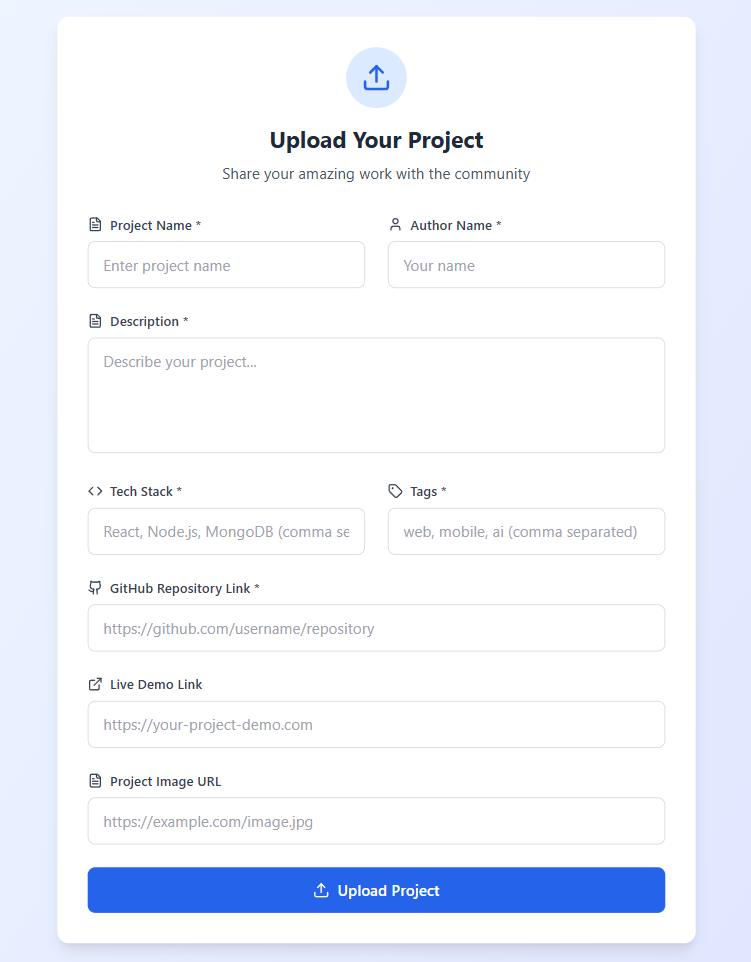 Upload Your Project
Share your amazing work with the community
Project Name *
Author Name *
Enter project name
Your name
Description *
Describe your project...
Tech Stack *
Tags *
React, Node.js, MongoDB (comma se
web, mobile, ai (comma separated)
GitHub Repository Link *
https://github.com/username/repository
Live Demo Link
https://your-project-demo.com
Project Image URL
https://example.com/image.jpg
Upload Project